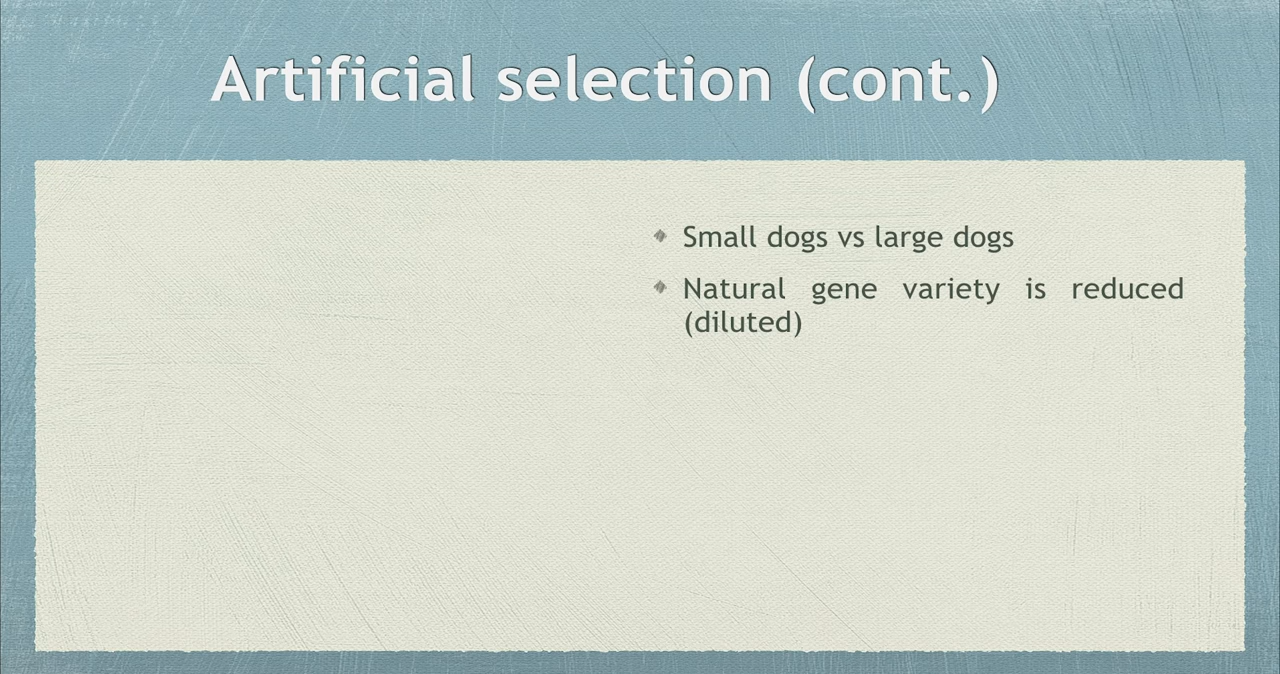 Artificial selection (cont.)
Small dogs vs large dogs
Natural gene variety is reduced
(diluted)